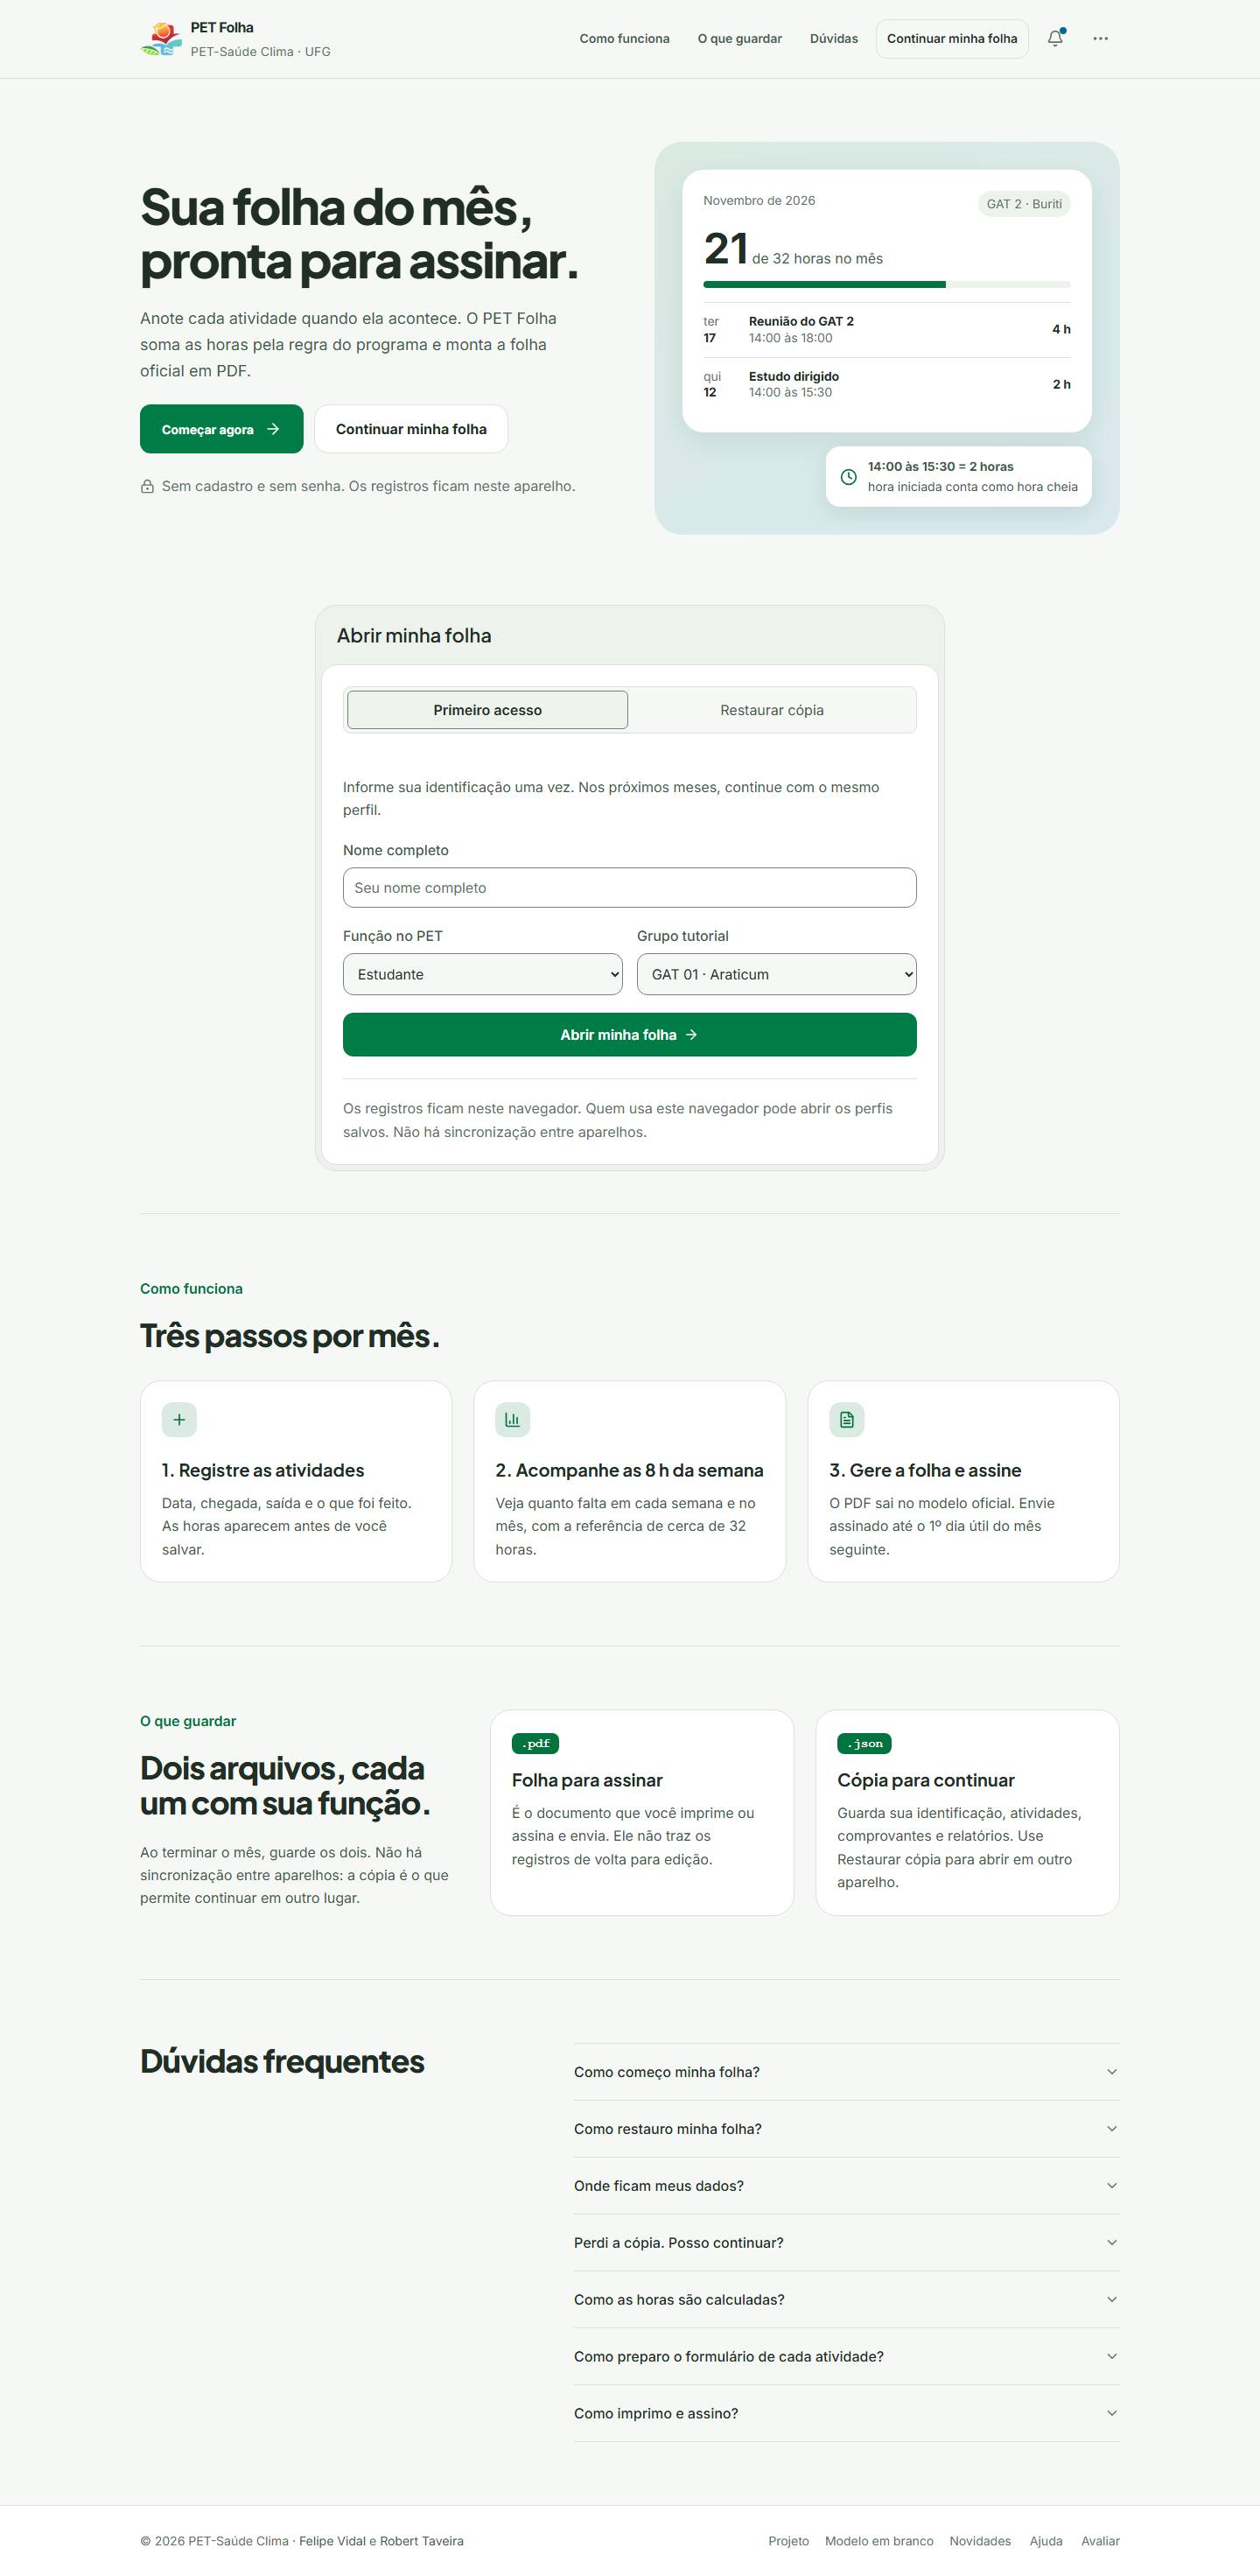 PET Folha
PET-Saúde Clima · UFG
Como funciona
O que guardar
Dúvidas
Continuar minha folha
Sua folha do mês,
pronta para assinar.
Anote cada atividade quando ela acontece. O PET Folha
soma as horas pela regra do programa e monta a folha
oficial em PDF.
Começar agora
Continuar minha folha
Sem cadastro e sem senha. Os registros ficam neste aparelho.
Novembro de 2026
GAT 2 · Buriti
21 de 32 horas no mês
ter
17
Reunião do GAT 2
14:00 às 18:00
4 h
qui
12
Estudo dirigido
14:00 às 15:30
2 h
14:00 às 15:30 = 2 horas
hora iniciada conta como hora cheia
Abrir minha folha
Primeiro acesso
Restaurar cópia
Informe sua identificação uma vez. Nos próximos meses, continue com o mesmo
perfil.
Nome completo
Seu nome completo
Função no PET
Grupo tutorial
Estudante
GAT 01 · Araticum
Abrir minha folha
Os registros ficam neste navegador. Quem usa este navegador pode abrir os perfis
salvos. Não há sincronização entre aparelhos.
Como funciona
Três passos por mês.
1. Registre as atividades
Data, chegada, saída e o que foi feito.
As horas aparecem antes de você
salvar.
2. Acompanhe as 8 h da semana
Veja quanto falta em cada semana e no
mês, com a referência de cerca de 32
horas.
3. Gere a folha e assine
O PDF sai no modelo oficial. Envie
assinado até o 1º dia útil do mês
seguinte.
O que guardar
Dois arquivos, cada
um com sua função.
Ao terminar o mês, guarde os dois. Não há
sincronização entre aparelhos: a cópia é o que
permite continuar em outro lugar.
.pdf
Folha para assinar
É o documento que você imprime ou
assina e envia. Ele não traz os
registros de volta para edição.
.json
Cópia para continuar
Guarda sua identificação, atividades,
comprovantes e relatórios. Use
Restaurar cópia para abrir em outro
aparelho.
Dúvidas frequentes
Como começo minha folha?
Como restauro minha folha?
Onde ficam meus dados?
Perdi a cópia. Posso continuar?
Como as horas são calculadas?
Como preparo o formulário de cada atividade?
Como imprimo e assino?
© 2026 PET-Saúde Clima · Felipe Vidal e Robert Taveira
Projeto
Modelo em branco
Novidades
Ajuda
Avaliar